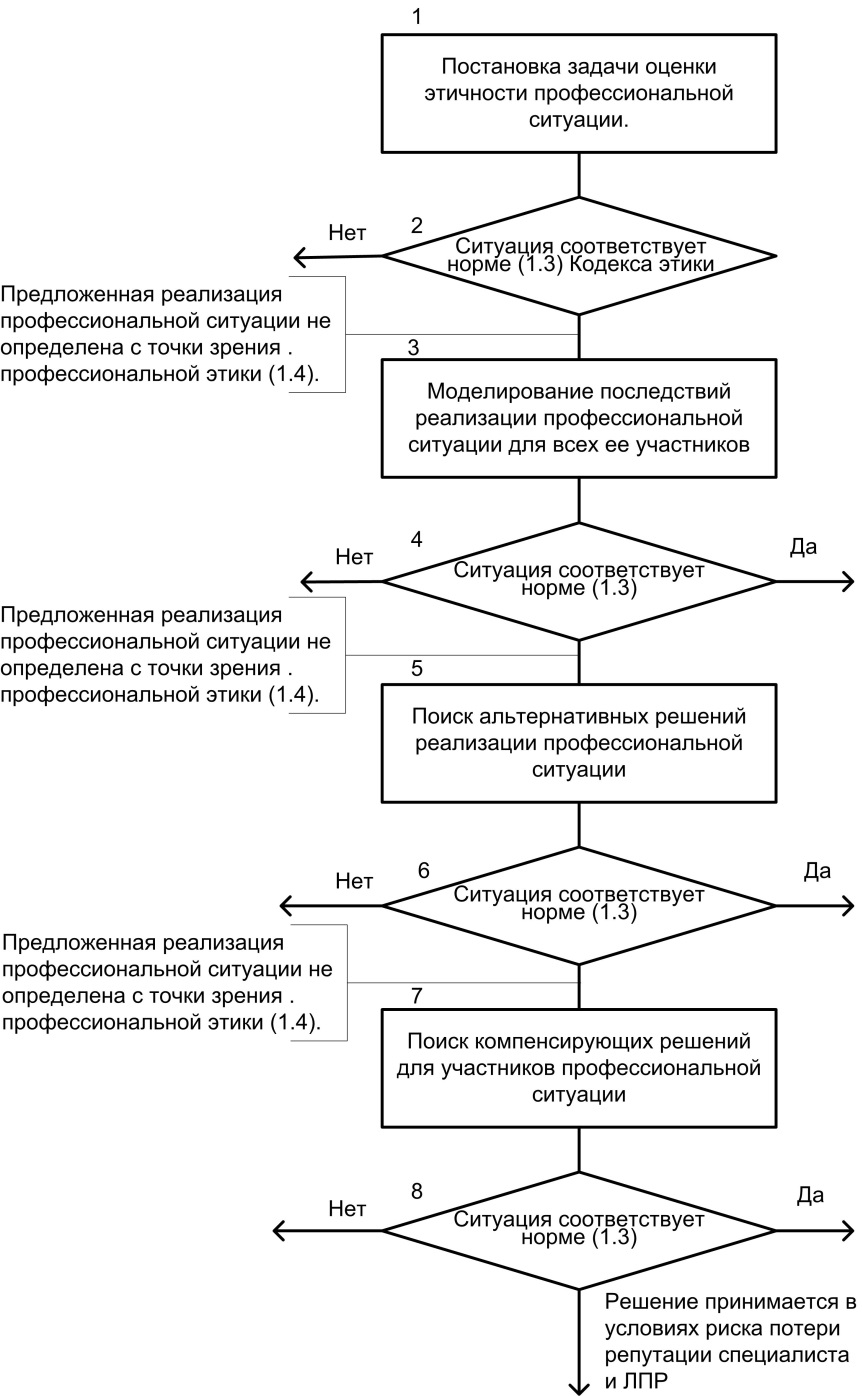 1
Постановка задачи оценки
этичности профессиональной
ситуации.
Нет
2
Ситуация соответствует
норме (1.3) Кодекса этики
Предложенная реализация
профессиональной ситуации не
определена с точки зрения .
профессиональной этики (1.4).
3
Моделирование последствий
реализации профессиональной
ситуации для всех ее участников
Нет
4
Ситуация соответствует
норме (1.3)
Да
Предложенная реализация
профессиональной ситуации не
определена с точки зрения .
профессиональной этики (1.4).
5
Поиск альтернативных решений
реализации профессиональной
ситуации
Нет
6
Ситуация соответствует
норме (1.3)
Да
Предложенная реализация
профессиональной ситуации не
определена с точки зрения .
профессиональной этики (1.4).
7
Поиск компенсирующих решений
для участников профессиональной
ситуации
Нет
8
Ситуация соответствует
норме (1.3)
Да
Решение принимается в
условиях риска потери
репутации специалиста
и ЛПР